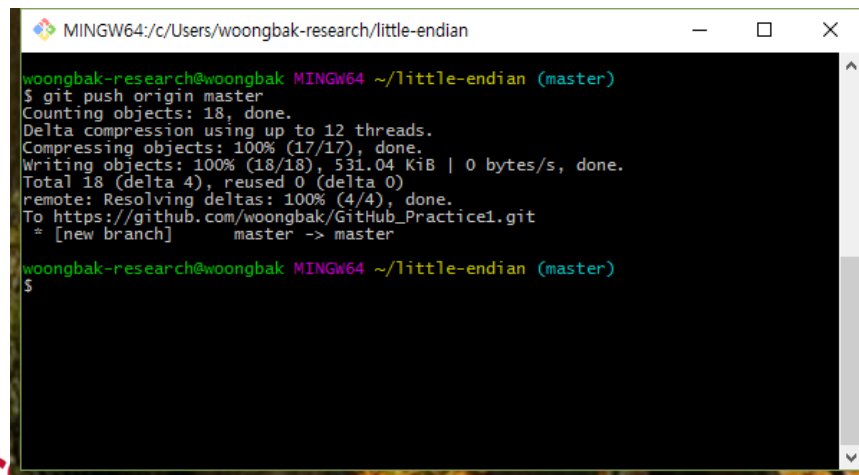 MINGW64:/c/Users/woongbak-research/little-endian
woongbak-research@woongbak MINGW64 ~/little-endian (master)
$ git push origin master
Counting objects: 18, done.
Delta compression using up to 12 threads.
Compressing objects: 100% (17/17), done.
Writing objects: 100% (18/18), 531.04 KiB | 0 bytes/s, done.
Total 18 (delta 4), reused 0 (delta 0)
remote: Resolving deltas: 100% (4/4), done.
To https://github.com/woongbak/GitHub_Practice1.git
 * [new branch]      master -> master
woongbak-research@woongbak MINGW64 ~/little-endian (master)
$